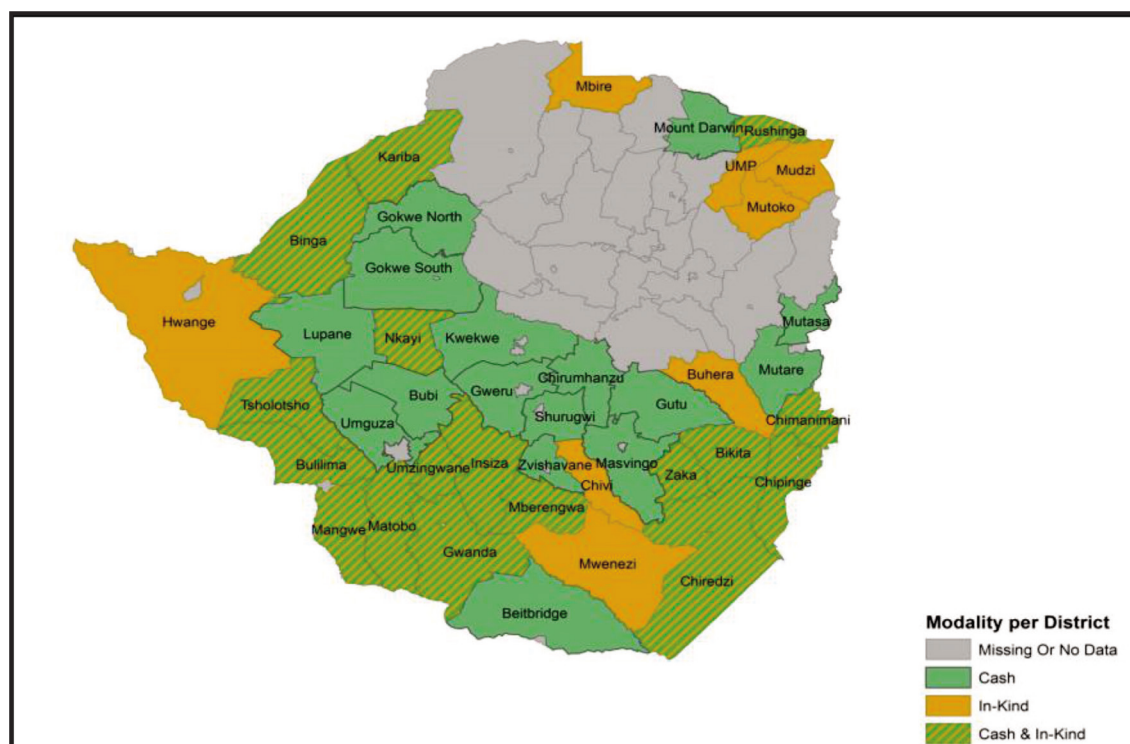 Mbire
Mount Darwin
Rushinga
Kariba
UMP
Mudzi
Mutoko
Gokwe North
Binga
Gokwe South
Hwange
Mutasa
Lupane
Nkayi
Kwekwe
Mutare
Buhera
Chirumhanzu
Gweru
Bubi
Gutu
Tsholotsho
Shurugwi
Chimanimani
Umguza
Bikita
Bulilima
Umzingwane
Insiza
Zvishavane
Masvingo
Zaka
Chipinge
Chivi
Mberengwa
Mangwe
Matobo
Gwanda
Mwenezi
Chiredzi
Beitbridge
Modality per District
Missing Or No Data
Cash
In-Kind
Cash & In-Kind